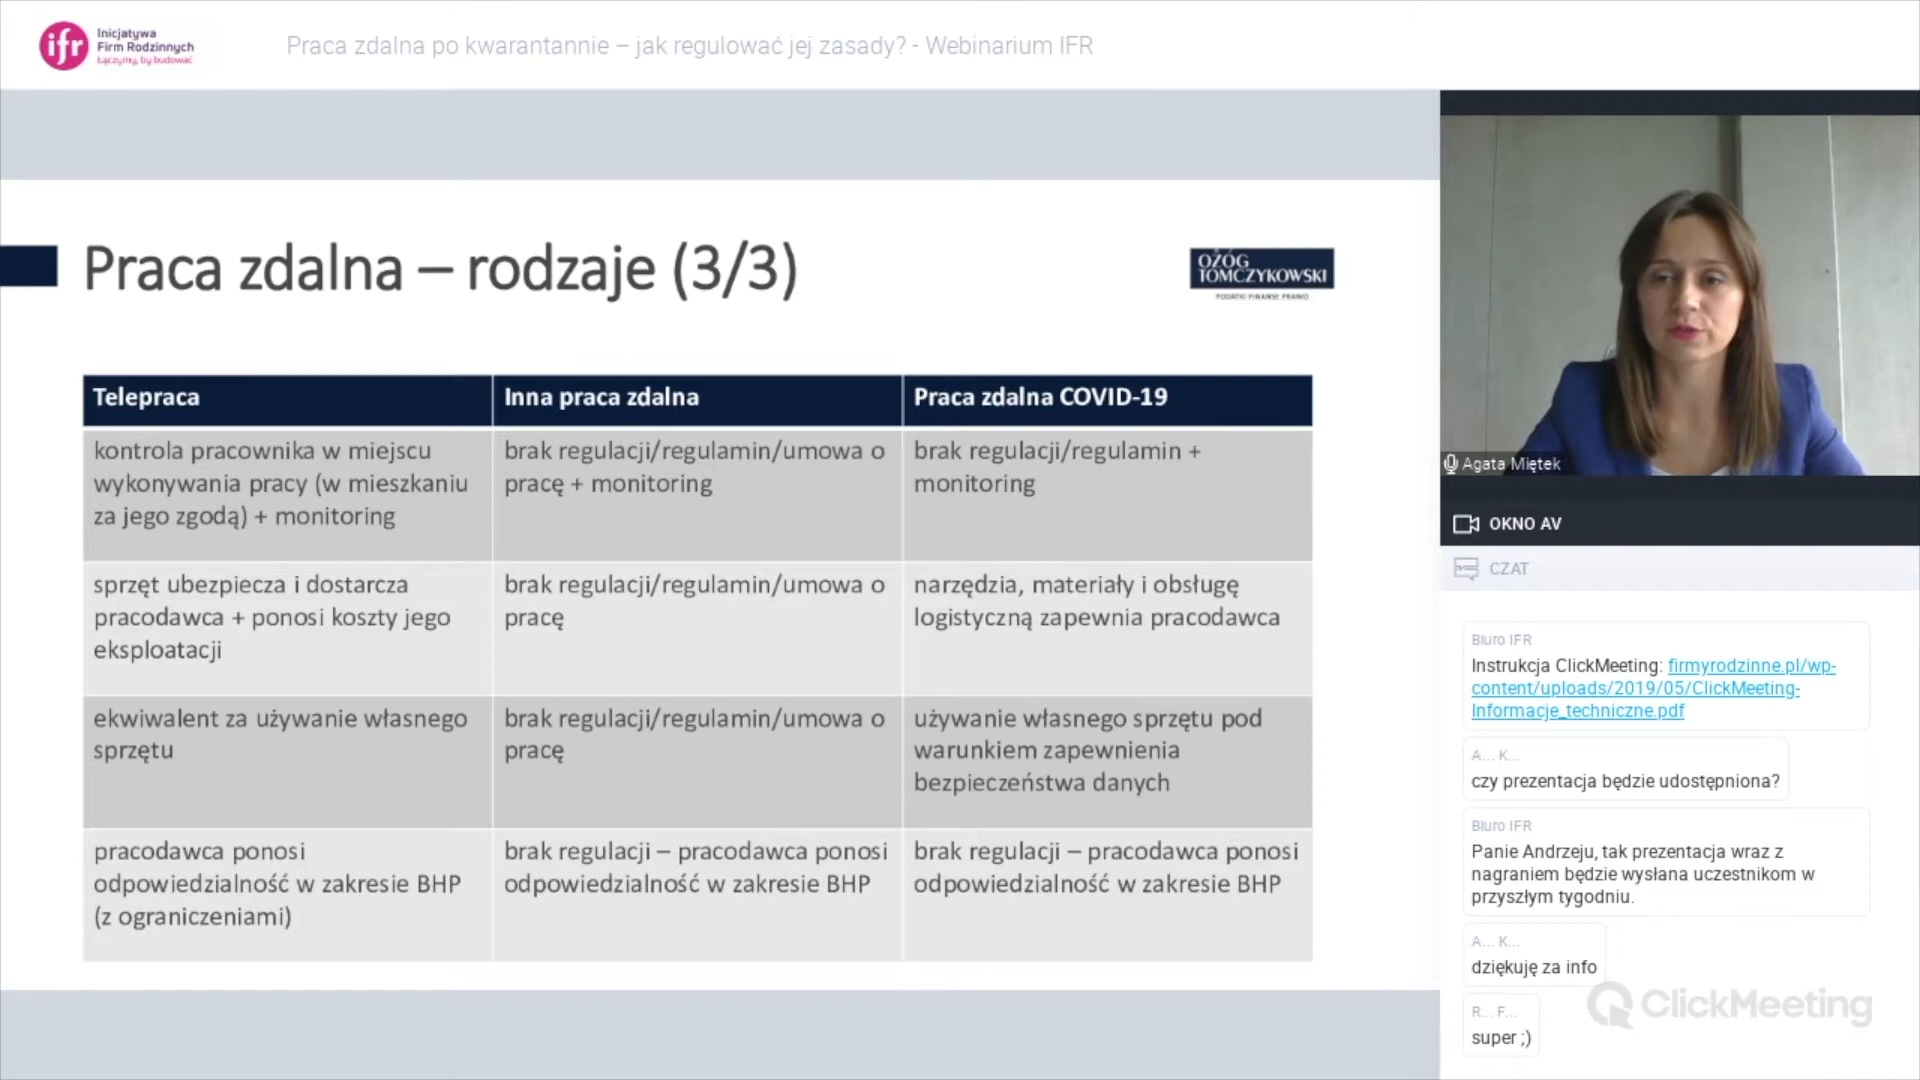 ifr Inicjatywa
Firm Rodzinnych
Łączymy, by budować
Praca zdalna po kwarantannie – jak regulować jej zasady? - Webinarium IFR
Praca zdalna – rodzaje (3/3)
OŻÓG
TOMCZYKOWSKI
PODATKI FINANSE PRAWO
Telepraca
Inna praca zdalna
Praca zdalna COVID-19
kontrola pracownika w miejscu
wykonywania pracy (w mieszkaniu
za jego zgodą) + monitoring
brak regulacji/regulamin/umowa o
pracę + monitoring
brak regulacji/regulamin +
monitoring
sprzęt ubezpiecza i dostarcza
pracodawca + ponosi koszty jego
eksploatacji
brak regulacji/regulamin/umowa o
pracę
narzędzia, materiały i obsługę
logistyczną zapewnia pracodawca
ekwiwalent za używanie własnego
sprzętu
brak regulacji/regulamin/umowa o
pracę
używanie własnego sprzętu pod
warunkiem zapewnienia
bezpieczeństwa danych
pracodawca ponosi
odpowiedzialność w zakresie BHP
(z ograniczeniami)
brak regulacji – pracodawca ponosi
odpowiedzialność w zakresie BHP
brak regulacji – pracodawca ponosi
odpowiedzialność w zakresie BHP
Agata Miętek
OKNO AV
CZAT
Biuro IFR
Instrukcja ClickMeeting: firmyrodzinne.pl/wp-
content/uploads/2019/05/ClickMeeting-
Informacje_techniczne.pdf
A... K...
czy prezentacja będzie udostępniona?
Biuro IFR
Panie Andrzeju, tak prezentacja wraz z
nagraniem będzie wysłana uczestnikom w
przyszłym tygodniu.
A... K...
dziękuję za info
R... F...
super ;)
ClickMeeting